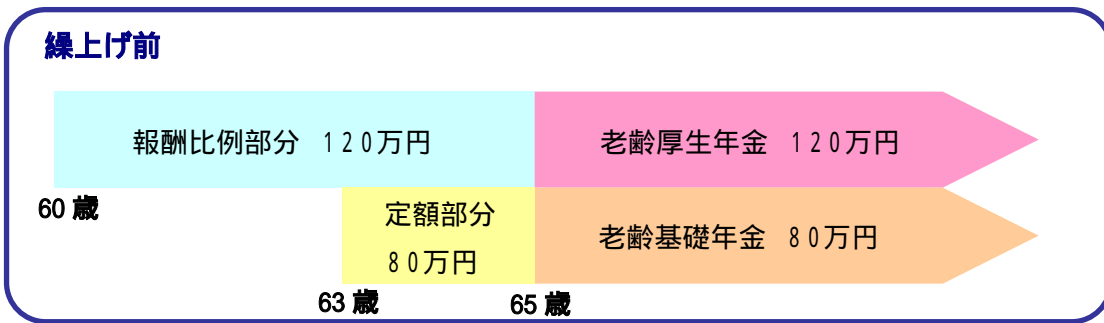 繰上げ前
報酬比例部分 120万円
老齢厚生年金 120万円
60 歳
定額部分
80万円
老齢基礎年金 80万円
63 歳
65 歳